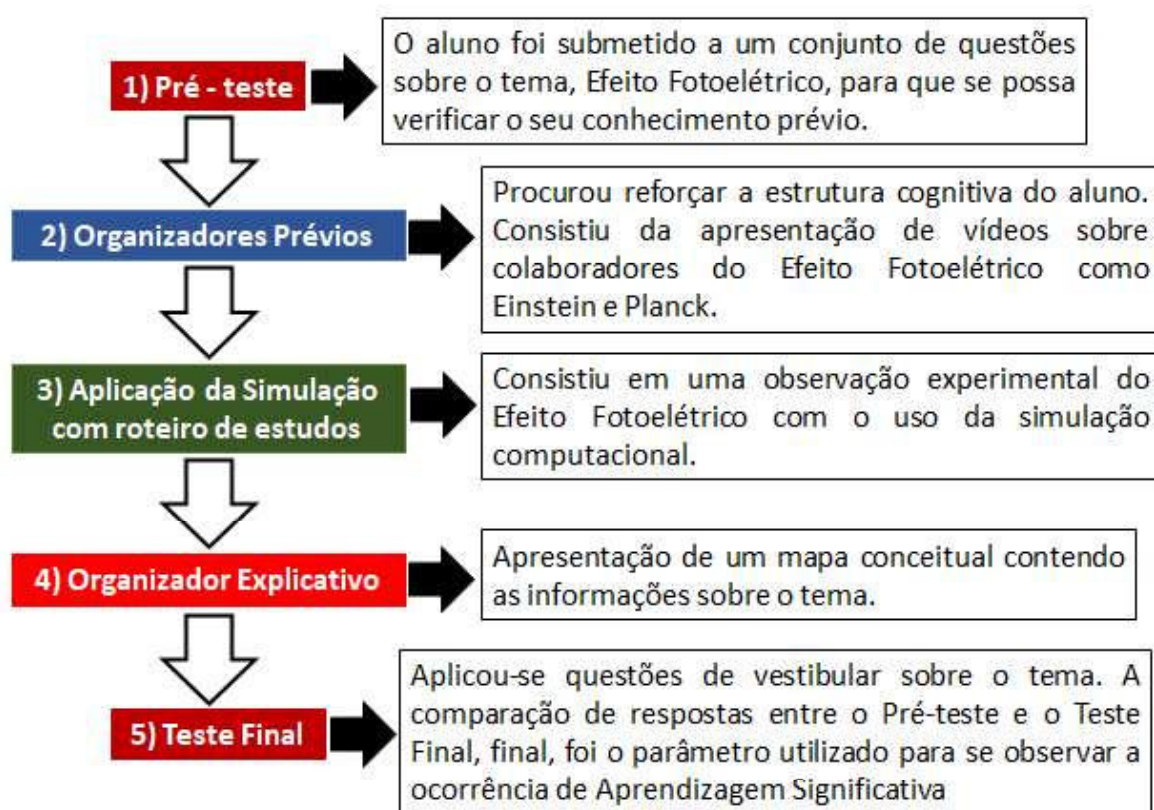 1) Pré - teste
O aluno foi submetido a um conjunto de questões
sobre o tema, Efeito Fotoelétrico, para que se possa
verificar o seu conhecimento prévio.
2) Organizadores Prévios
Procurou reforçar a estrutura cognitiva do aluno.
Consistiu da apresentação de vídeos sobre
colaboradores do Efeito Fotoelétrico como
Einstein e Planck.
3) Aplicação da Simulação
com roteiro de estudos
Consistiu em uma observação experimental do
Efeito Fotoelétrico com o uso da simulação
computacional.
4) Organizador Explicativo
Apresentação de um mapa conceitual contendo
as informações sobre o tema.
5) Teste Final
Aplicou-se questões de vestibular sobre o tema. A
comparação de respostas entre o Pré-teste e o Teste
Final, final, foi o parâmetro utilizado para se observar a
ocorrência de Aprendizagem Significativa